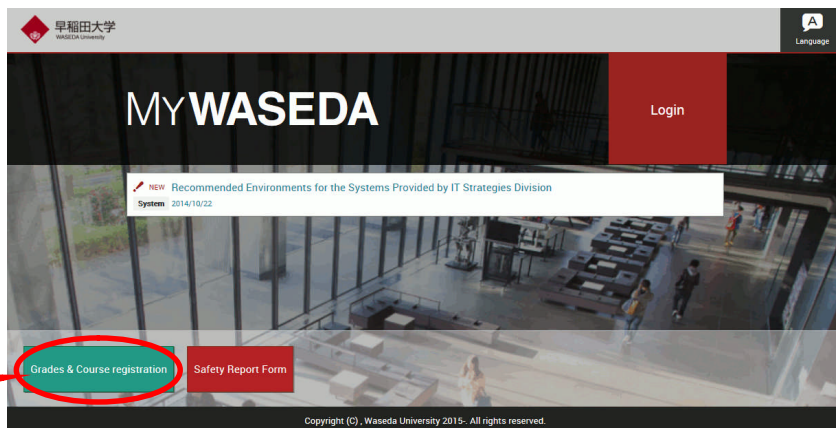 早稲田大学
WASEDA University
A
Language
MYWASEDA
Login
NEW Recommended Environments for the Systems Provided by IT Strategies Division
System 2014/10/22
Grades & Course registration
Safety Report Form
Copyright (C) , Waseda University 2015-. All rights reserved.